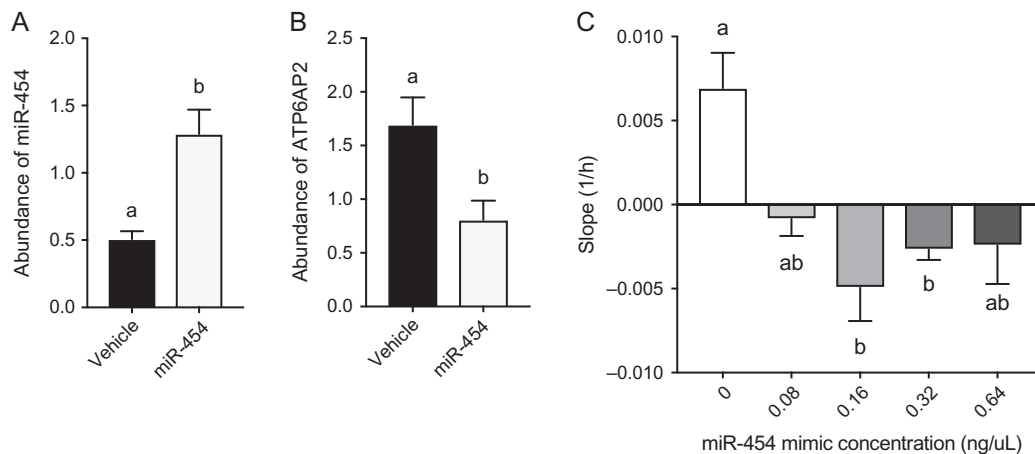 A
Abundance of miR-454
2.0
1.5
1.0
0.5
0.0
a
b
Vehicle
miR-454
B
Abundance of ATP6AP2
2.5
2.0
1.5
1.0
0.5
0.0
a
b
Vehicle
miR-454
C
Slope (1/h)
0.010
0.005
0.000
–0.005
–0.010
a
ab
b
b
ab
0
0.08
0.16
0.32
0.64
miR-454 mimic concentration (ng/uL)